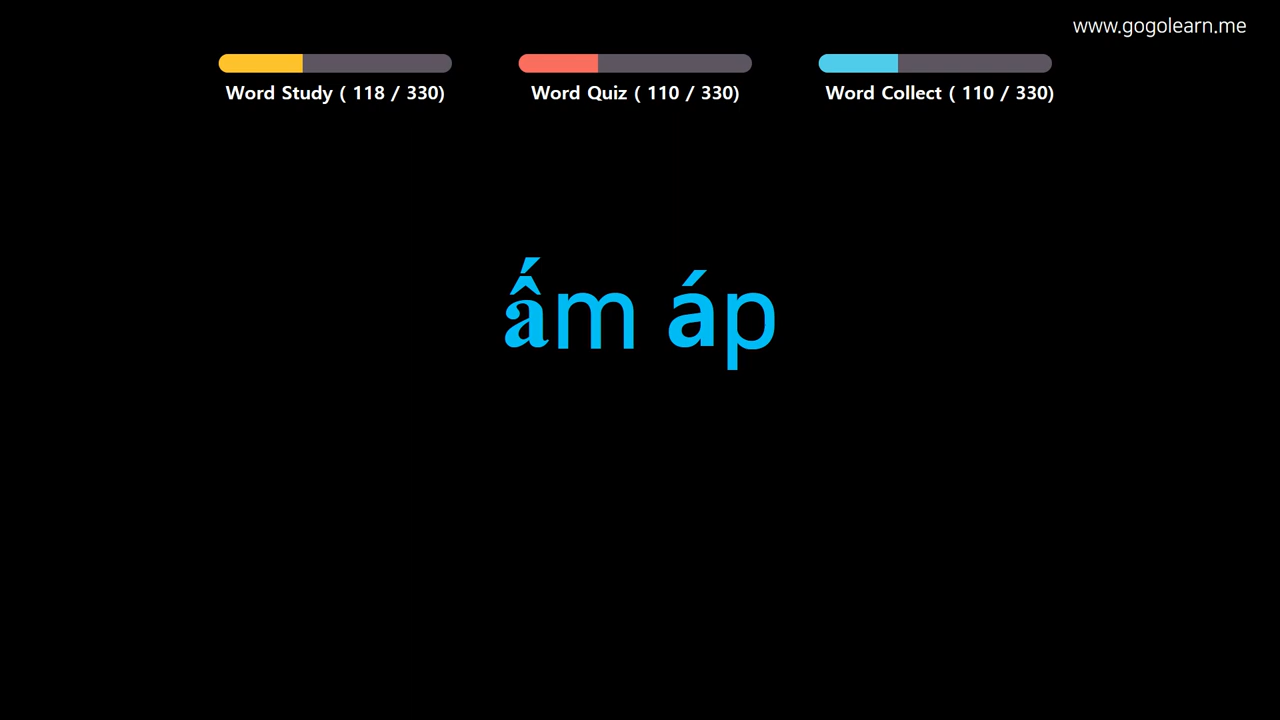 www.gogolearn.me
Word Study ( 118 / 330)
Word Quiz ( 110 / 330)
Word Collect ( 110 / 330)
ấm áp